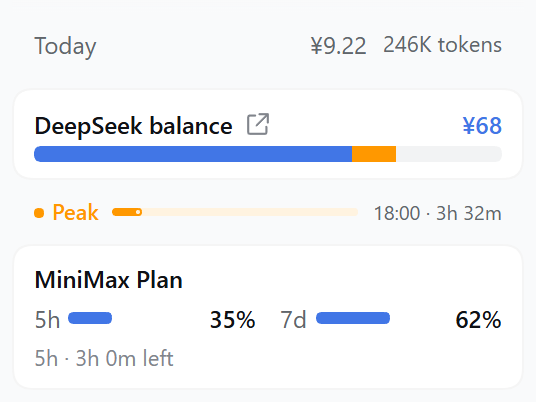 Today ¥9.22 246K tokens
DeepSeek balance ¥68
Peak 18:00 · 3h 32m
MiniMax Plan
5h 35% 7d 62%
5h · 3h 0m left